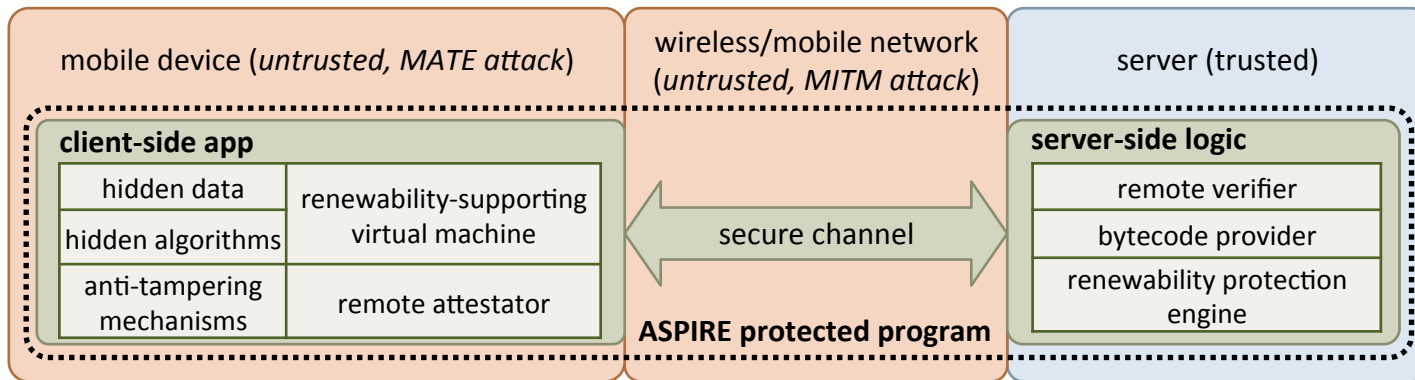 mobile device (untrusted, MATE attack)
wireless/mobile network
(untrusted, MITM attack)
server (trusted)
client-side app
hidden data
hidden algorithms
anti-tampering
mechanisms
renewability-supporting
virtual machine
remote attestator
secure channel
ASPIRE protected program
server-side logic
remote verifier
bytecode provider
renewability protection
engine